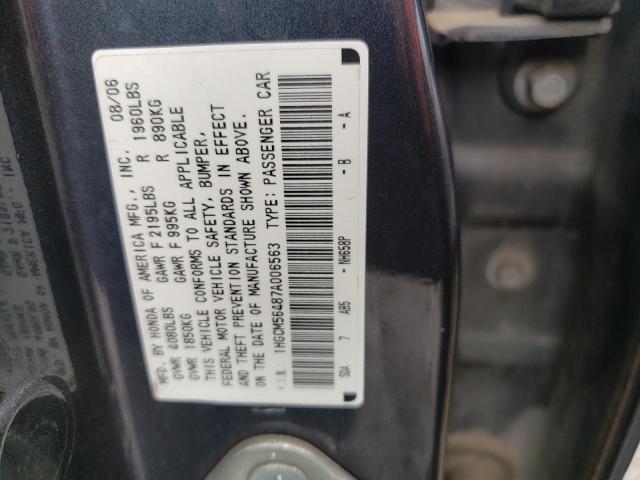 MFD. BY HONDA OF AMERICA MFG., INC. 08/06
GVWR 4080LBS GAWR F 2195LBS R 1960LBS
GVWR 1850KG GAWR F 995KG R 890KG
THIS VEHICLE CONFORMS TO ALL APPLICABLE
FEDERAL MOTOR VEHICLE SAFETY, BUMPER,
AND THEFT PREVENTION STANDARDS IN EFFECT
ON THE DATE OF MANUFACTURE SHOWN ABOVE.
V.I.N.: 1HGCM56487A006563 TYPE: PASSENGER CAR
SDA 7 AB5 - NH658P - B - A